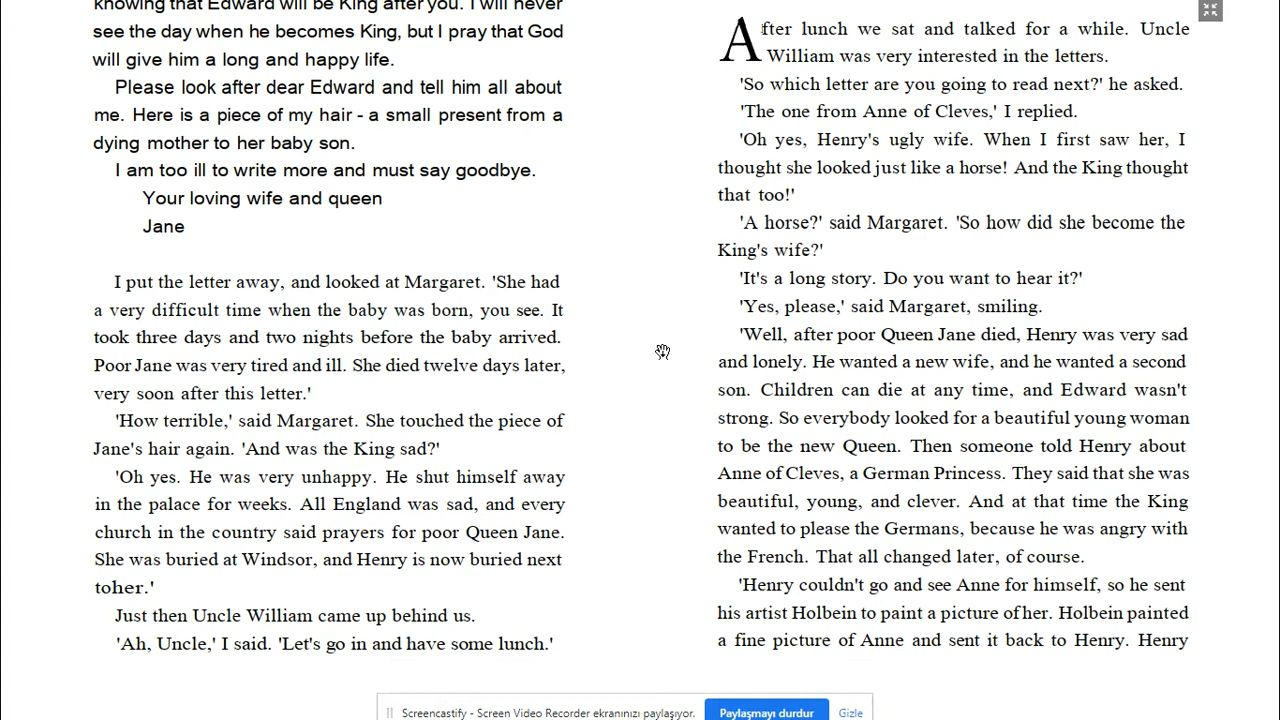 knowing that Edward will be King after you. I will never
see the day when he becomes King, but I pray that God
will give him a long and happy life.
Please look after dear Edward and tell him all about
me. Here is a piece of my hair - a small present from a
dying mother to her baby son.
I am too ill to write more and must say goodbye.
Your loving wife and queen
Jane
I put the letter away, and looked at Margaret. 'She had
a very difficult time when the baby was born, you see. It
took three days and two nights before the baby arrived.
Poor Jane was very tired and ill. She died twelve days later,
very soon after this letter.'
'How terrible,' said Margaret. She touched the piece of
Jane's hair again. 'And was the King sad?'
'Oh yes. He was very unhappy. He shut himself away
in the palace for weeks. All England was sad, and every
church in the country said prayers for poor Queen Jane.
She was buried at Windsor, and Henry is now buried next
toher.'
Just then Uncle William came up behind us.
'Ah, Uncle,' I said. 'Let's go in and have some lunch.'
After lunch we sat and talked for a while. Uncle
William was very interested in the letters.
'So which letter are you going to read next?' he asked.
'The one from Anne of Cleves,' I replied.
'Oh yes, Henry's ugly wife. When I first saw her, I
thought she looked just like a horse! And the King thought
that too!'
'A horse?' said Margaret. 'So how did she become the
King's wife?'
'It's a long story. Do you want to hear it?'
'Yes, please,' said Margaret, smiling.
'Well, after poor Queen Jane died, Henry was very sad
and lonely. He wanted a new wife, and he wanted a second
son. Children can die at any time, and Edward wasn't
strong. So everybody looked for a beautiful young woman
to be the new Queen. Then someone told Henry about
Anne of Cleves, a German Princess. They said that she was
beautiful, young, and clever. And at that time the King
wanted to please the Germans, because he was angry with
the French. That all changed later, of course.
'Henry couldn't go and see Anne for himself, so he sent
his artist Holbein to paint a picture of her. Holbein painted
a fine picture of Anne and sent it back to Henry. Henry
Screencastify - Screen Video Recorder ekranınızı paylaşıyor.
Paylaşmayı durdur
Gizle